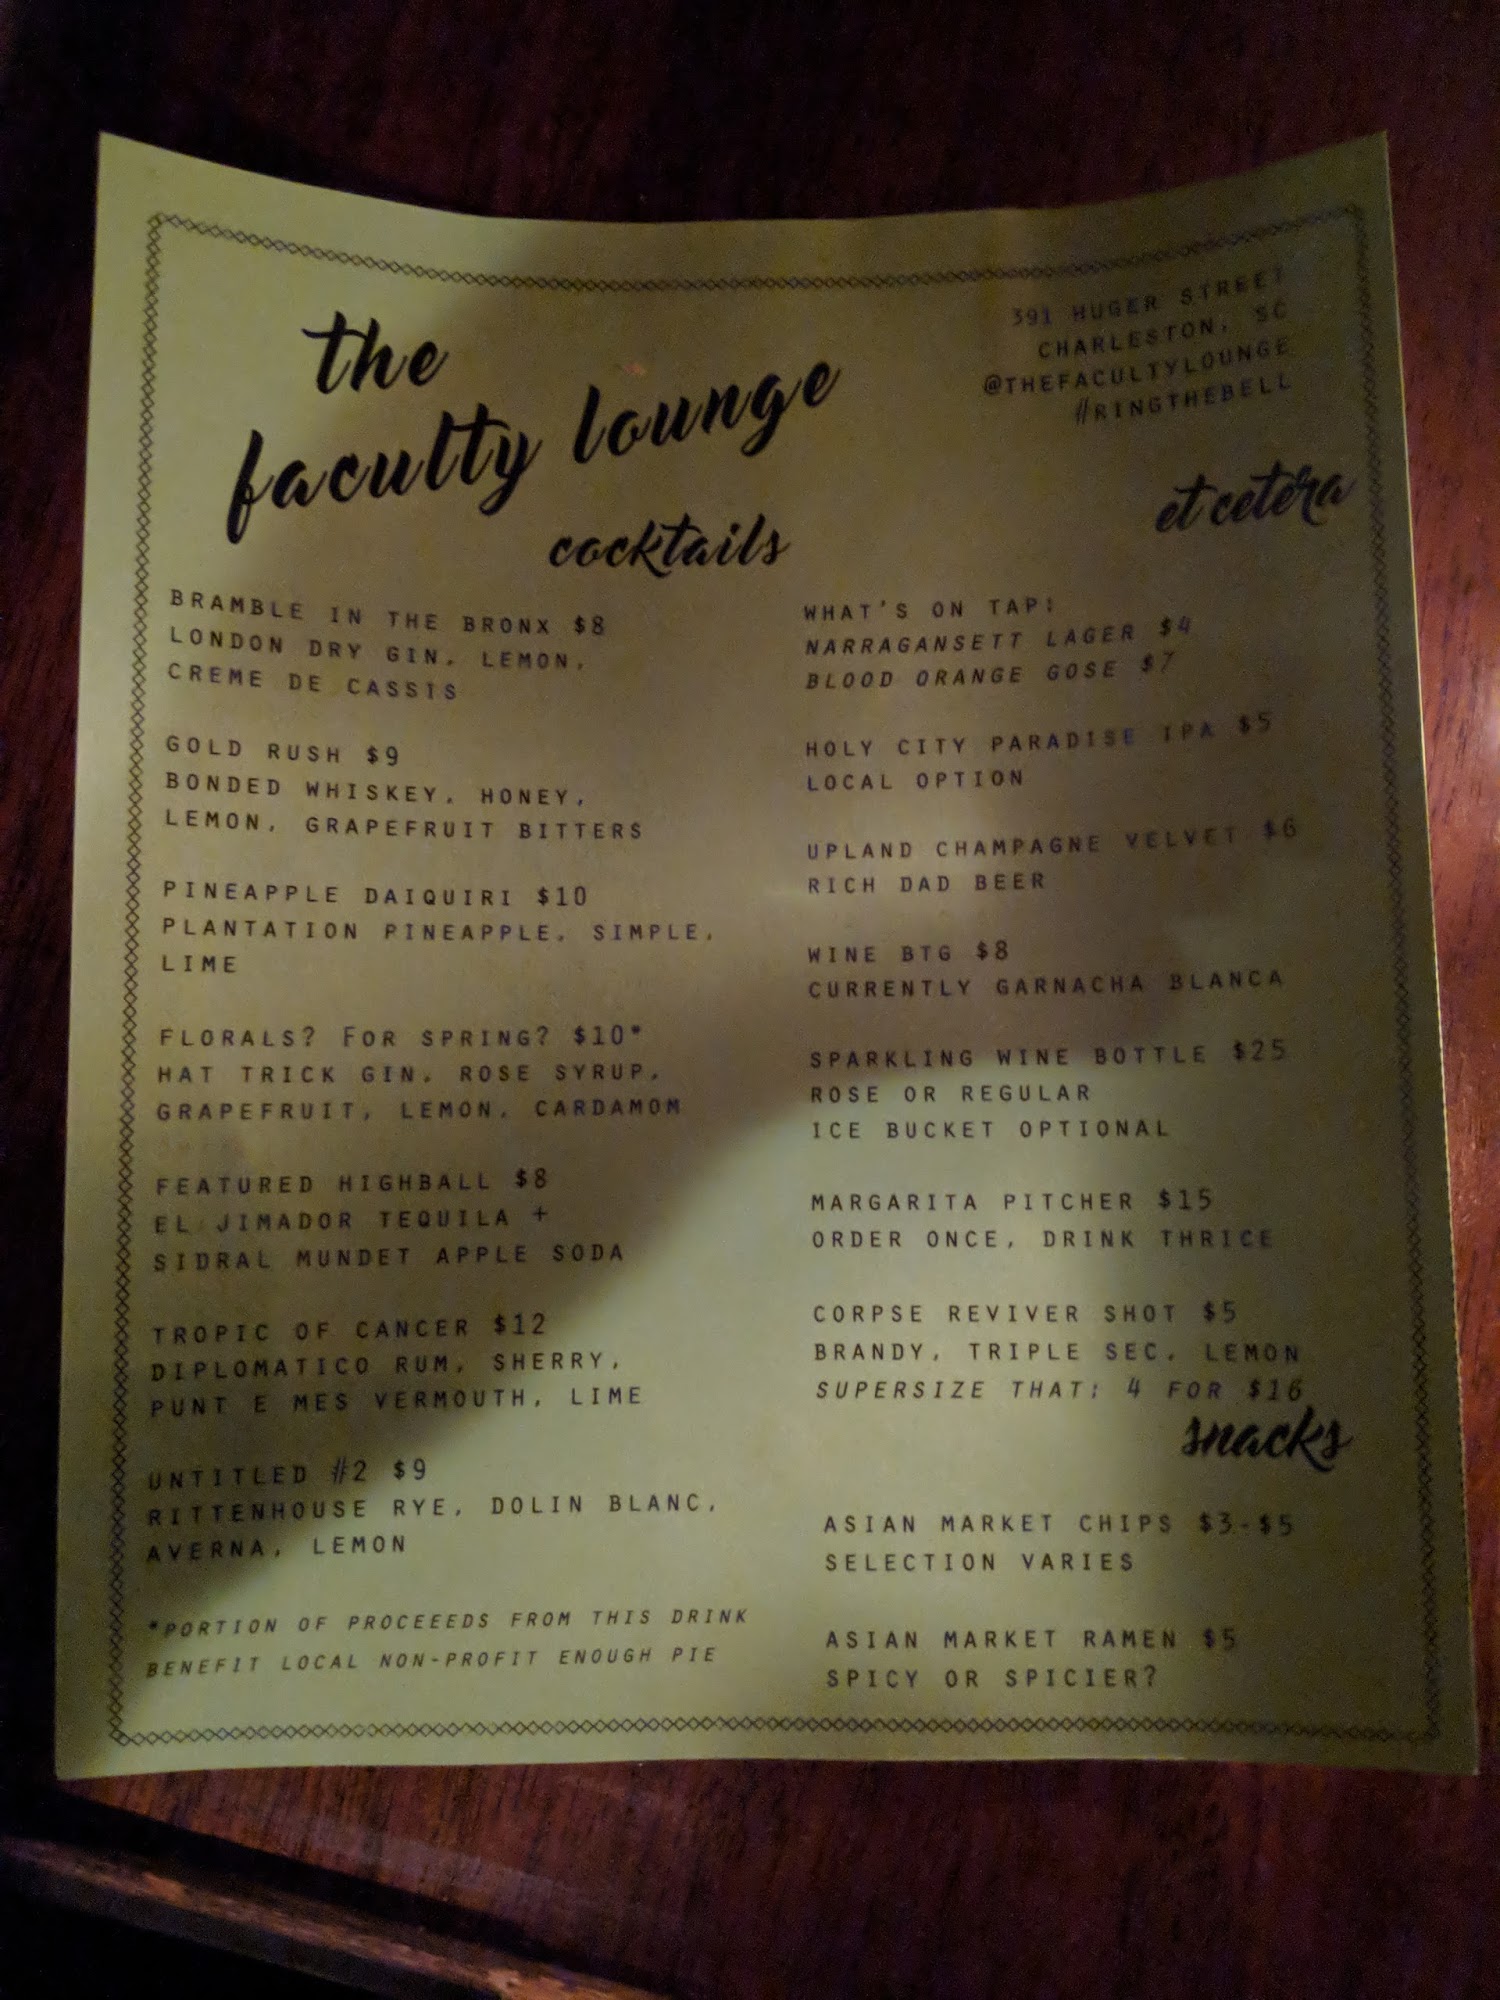 the
faculty lounge
391 HUGER STREET
CHARLESTON, SC
@THEFACULTYLOUNGE
#RINGTHEBELL
cocktails
BRAMBLE IN THE BRONX $8
LONDON DRY GIN, LEMON,
CREME DE CASSIS
GOLD RUSH $9
BONDED WHISKEY, HONEY,
LEMON, GRAPEFRUIT BITTERS
PINEAPPLE DAIQUIRI $10
PLANTATION PINEAPPLE, SIMPLE,
LIME
FLORALS? FOR SPRING? $10*
HAT TRICK GIN, ROSE SYRUP,
GRAPEFRUIT, LEMON, CARDAMOM
FEATURED HIGHBALL $8
EL JIMADOR TEQUILA +
SIDRAL MUNDET APPLE SODA
TROPIC OF CANCER $12
DIPLOMATICO RUM, SHERRY,
PUNT E MES VERMOUTH, LIME
UNTITLED #2 $9
RITTENHOUSE RYE, DOLIN BLANC,
AVERNA, LEMON
*PORTION OF PROCEEEDS FROM THIS DRINK
BENEFIT LOCAL NON-PROFIT ENOUGH PIE
et cetera
WHAT'S ON TAP:
NARRAGANSETT LAGER $4
BLOOD ORANGE GOSE $7
HOLY CITY PARADISE IPA $5
LOCAL OPTION
UPLAND CHAMPAGNE VELVET $6
RICH DAD BEER
WINE BTG $8
CURRENTLY GARNACHA BLANCA
SPARKLING WINE BOTTLE $25
ROSE OR REGULAR
ICE BUCKET OPTIONAL
MARGARITA PITCHER $15
ORDER ONCE, DRINK THRICE
CORPSE REVIVER SHOT $5
BRANDY, TRIPLE SEC, LEMON
SUPERSIZE THAT: 4 FOR $16
snacks
ASIAN MARKET CHIPS $3-$5
SELECTION VARIES
ASIAN MARKET RAMEN $5
SPICY OR SPICIER?